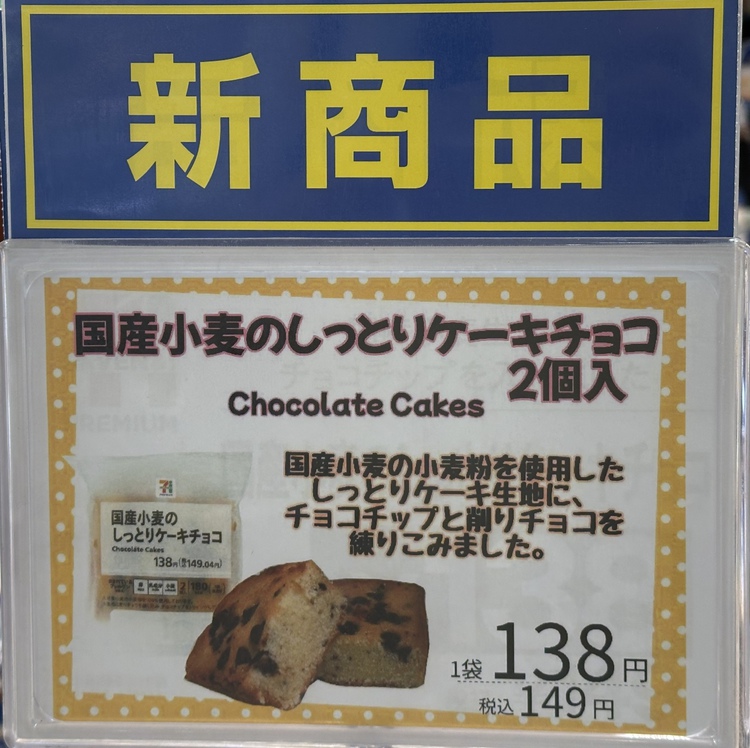 新商品
国産小麦のしっとりケーキチョコ
2個入
Chocolate Cakes
国産小麦の小麦粉を使用した
しっとりケーキ生地に、
チョコチップと削りチョコを
練りこみました。
国産小麦の
しっとりケーキチョコ
Chocolate Cakes
138円(税込149.04円)
1袋 138円
税込 149円